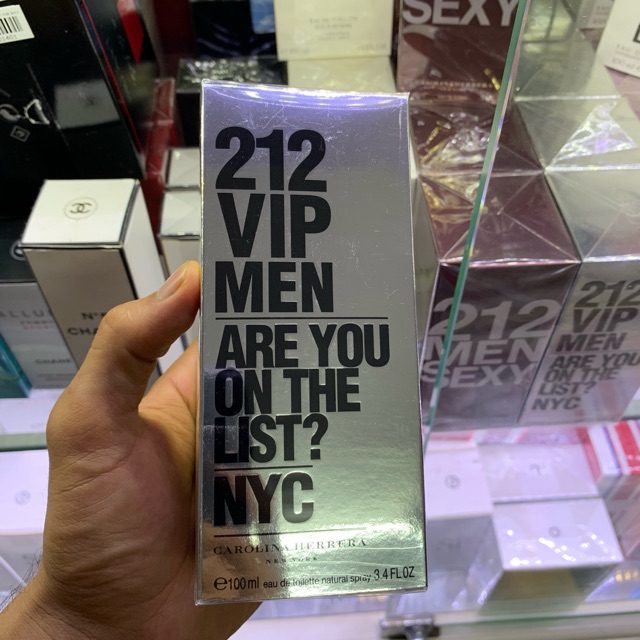 212
VIP
MEN
ARE YOU
ON THE
LIST?
NYC
CAROLINA HERRERA
NEW YORK
℮100ml eau de toilette natural spray 3.4 FL OZ
SEXY
212
MEN
SEXY
212
VIP
MEN
ARE YOU
ON THE
LIST?
NYC